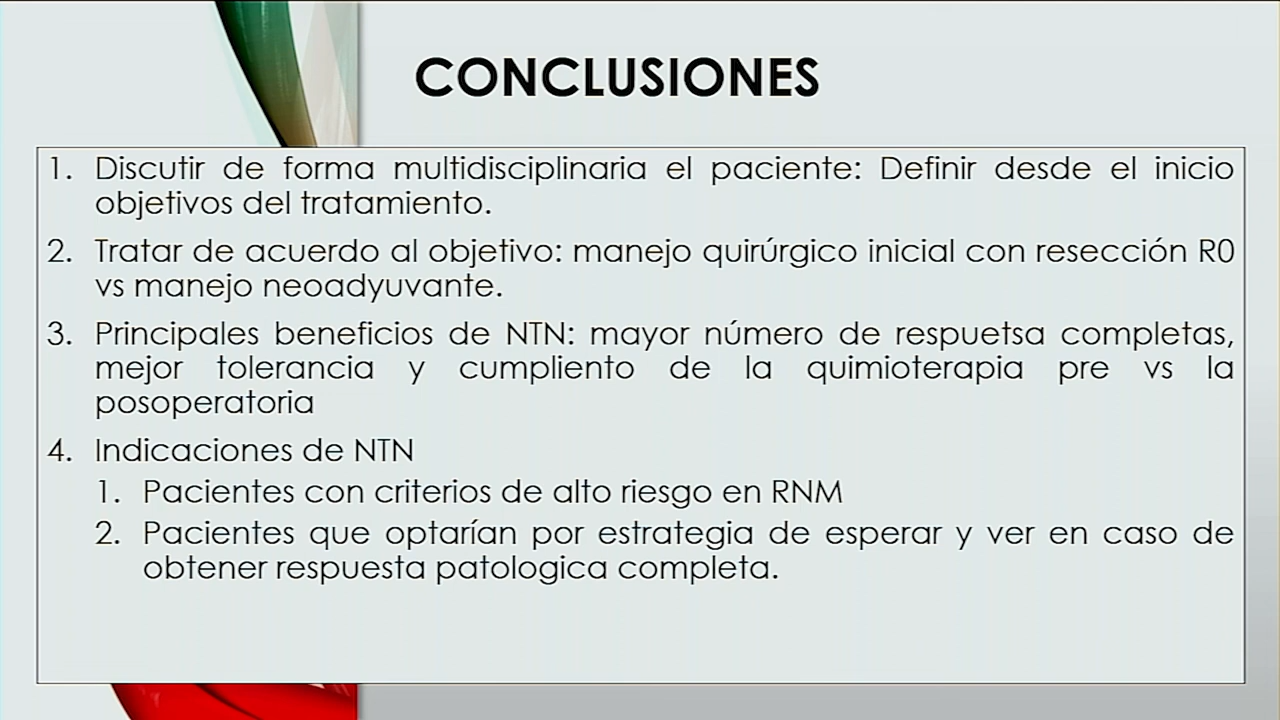 CONCLUSIONES
1. Discutir de forma multidisciplinaria el paciente: Definir desde el inicio
objetivos del tratamiento.
2. Tratar de acuerdo al objetivo: manejo quirúrgico inicial con resección R0
vs manejo neoadyuvante.
3. Principales beneficios de NTN: mayor número de respuetsa completas,
mejor tolerancia y cumpliento de la quimioterapia pre vs la
posoperatoria
4. Indicaciones de NTN
1. Pacientes con criterios de alto riesgo en RNM
2. Pacientes que optarían por estrategia de esperar y ver en caso de
obtener respuesta patologica completa.